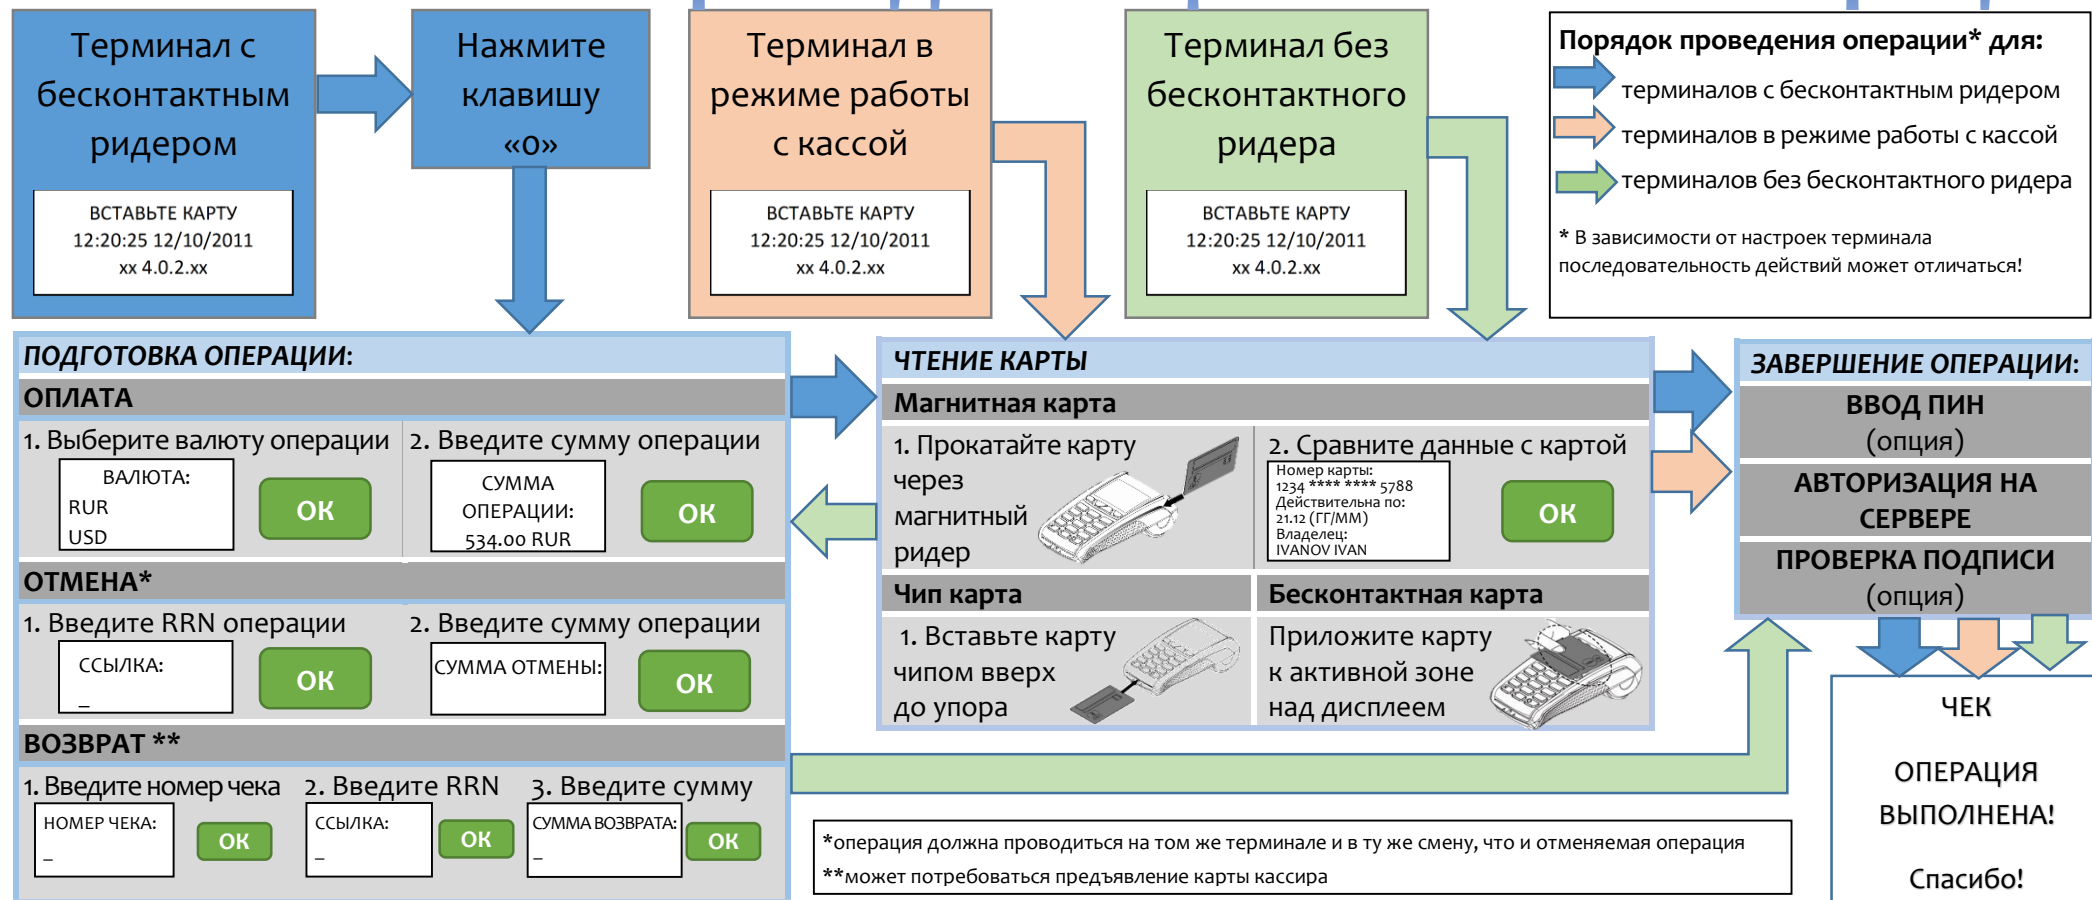 Терминал с
бесконтактным
ридером
ВСТАВЬТЕ КАРТУ
12:20:25 12/10/2011
xx 4.0.2.xx
Нажмите
клавишу
«0»
Терминал в
режиме работы
с кассой
ВСТАВЬТЕ КАРТУ
12:20:25 12/10/2011
xx 4.0.2.xx
Терминал без
бесконтактного
ридера
ВСТАВЬТЕ КАРТУ
12:20:25 12/10/2011
xx 4.0.2.xx
Порядок проведения операции* для:
терминалов с бесконтактным ридером
терминалов в режиме работы с кассой
терминалов без бесконтактного ридера
* В зависимости от настроек терминала
последовательность действий может отличаться!
ПОДГОТОВКА ОПЕРАЦИИ:
ОПЛАТА
1. Выберите валюту операции
ВАЛЮТА:
RUR
USD
ОК
2. Введите сумму операции
СУММА
ОПЕРАЦИИ:
534.00 RUR
ОК
ОТМЕНА*
1. Введите RRN операции
ССЫЛКА:
_
ОК
2. Введите сумму операции
СУММА ОТМЕНЫ:
ОК
ВОЗВРАТ **
1. Введите номер чека
НОМЕР ЧЕКА:
_
ОК
2. Введите RRN
ССЫЛКА:
_
ОК
3. Введите сумму
СУММА ВОЗВРАТА:
_
ОК
ЧТЕНИЕ КАРТЫ
Магнитная карта
1. Прокатайте карту
через
магнитный
ридер
2. Сравните данные с картой
Номер карты:
1234 **** **** 5788
Действительна по:
21.12 (ГГ/ММ)
Владелец:
IVANOV IVAN
ОК
Чип карта
1. Вставьте карту
чипом вверх
до упора
Бесконтактная карта
Приложите карту
к активной зоне
над дисплеем
ЗАВЕРШЕНИЕ ОПЕРАЦИИ:
ВВОД ПИН
(опция)
АВТОРИЗАЦИЯ НА
СЕРВЕРЕ
ПРОВЕРКА ПОДПИСИ
(опция)
ЧЕК
ОПЕРАЦИЯ
ВЫПОЛНЕНА!
Спасибо!
*операция должна проводиться на том же терминале и в ту же смену, что и отменяемая операция
**может потребоваться предъявление карты кассира